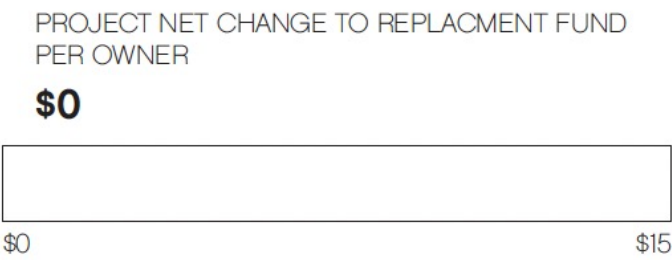 PROJECT NET CHANGE TO REPLACMENT FUND
PER OWNER
$0
$0 $15